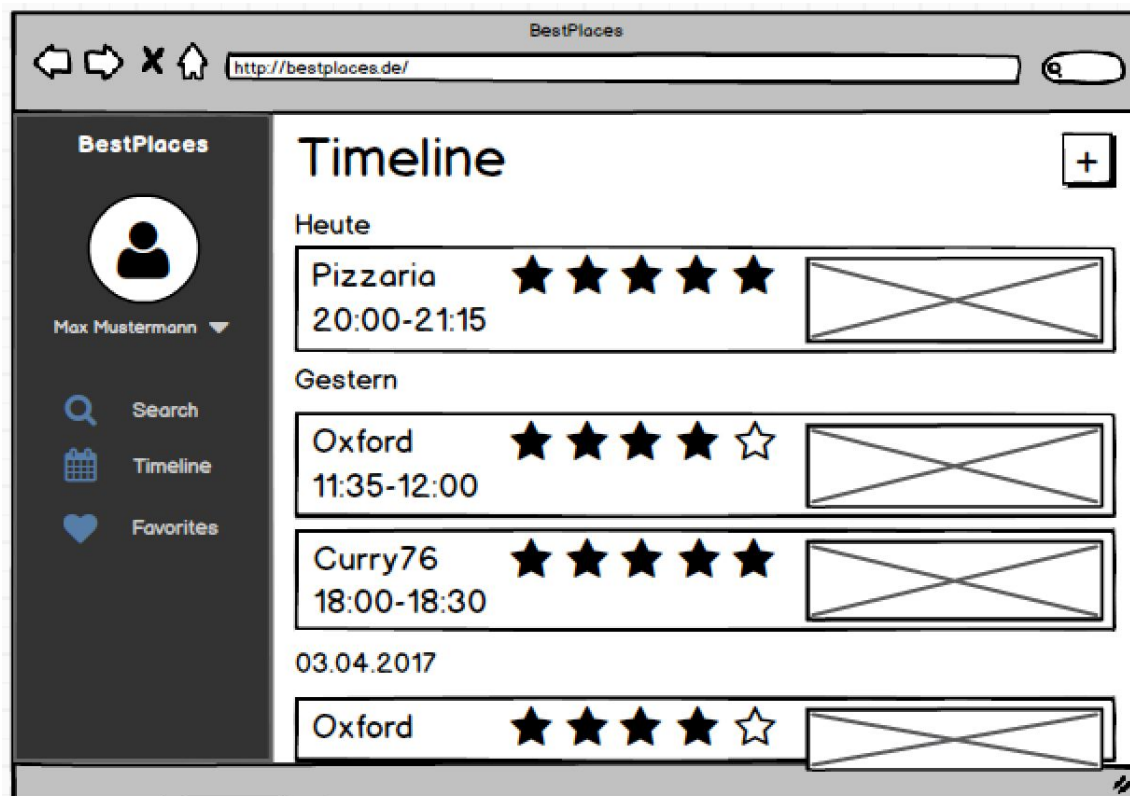 BestPlaces
http://bestplaces.de/
BestPlaces
Max Mustermann
Search
Timeline
Favorites
Timeline
+
Heute
Pizzaria
20:00-21:15
Gestern
Oxford
11:35-12:00
Curry76
18:00-18:30
03.04.2017
Oxford